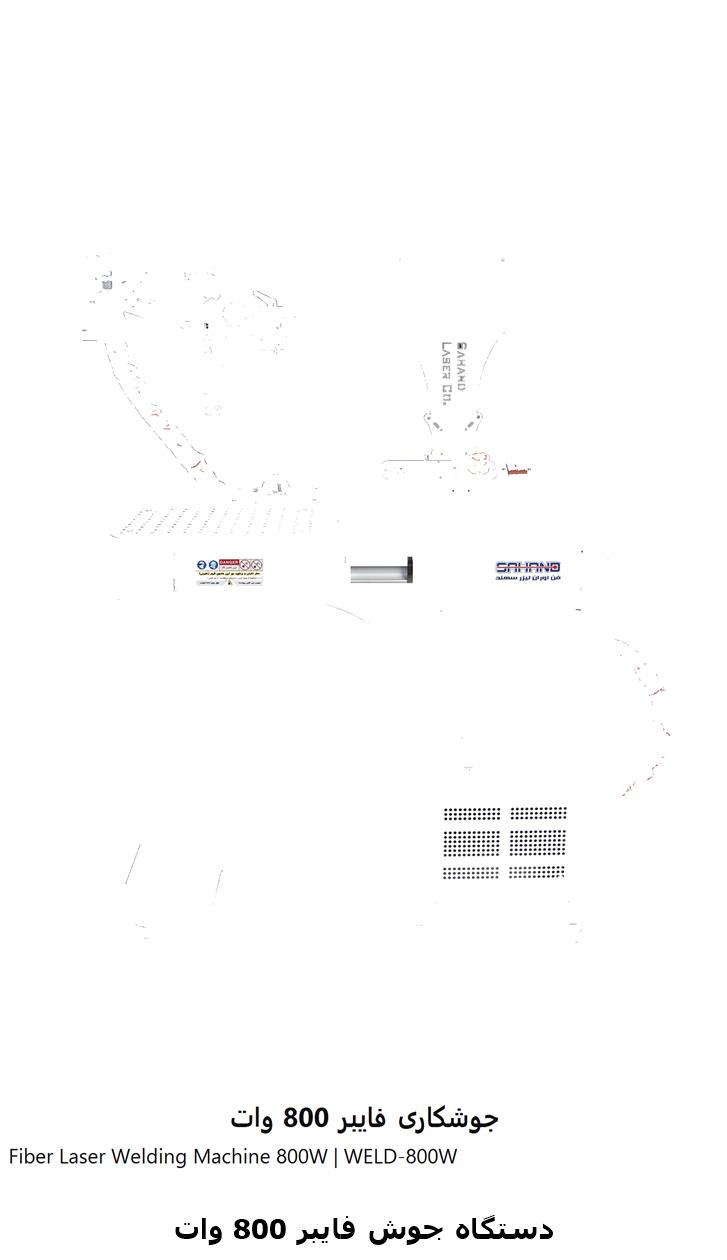 SAHAND
LASER CO.
DANGER
SAHAND
فن آوران لیزر سهند
جوشکاری فایبر 800 وات
Fiber Laser Welding Machine 800W | WELD-800W
دستگاه جوش فایبر 800 وات